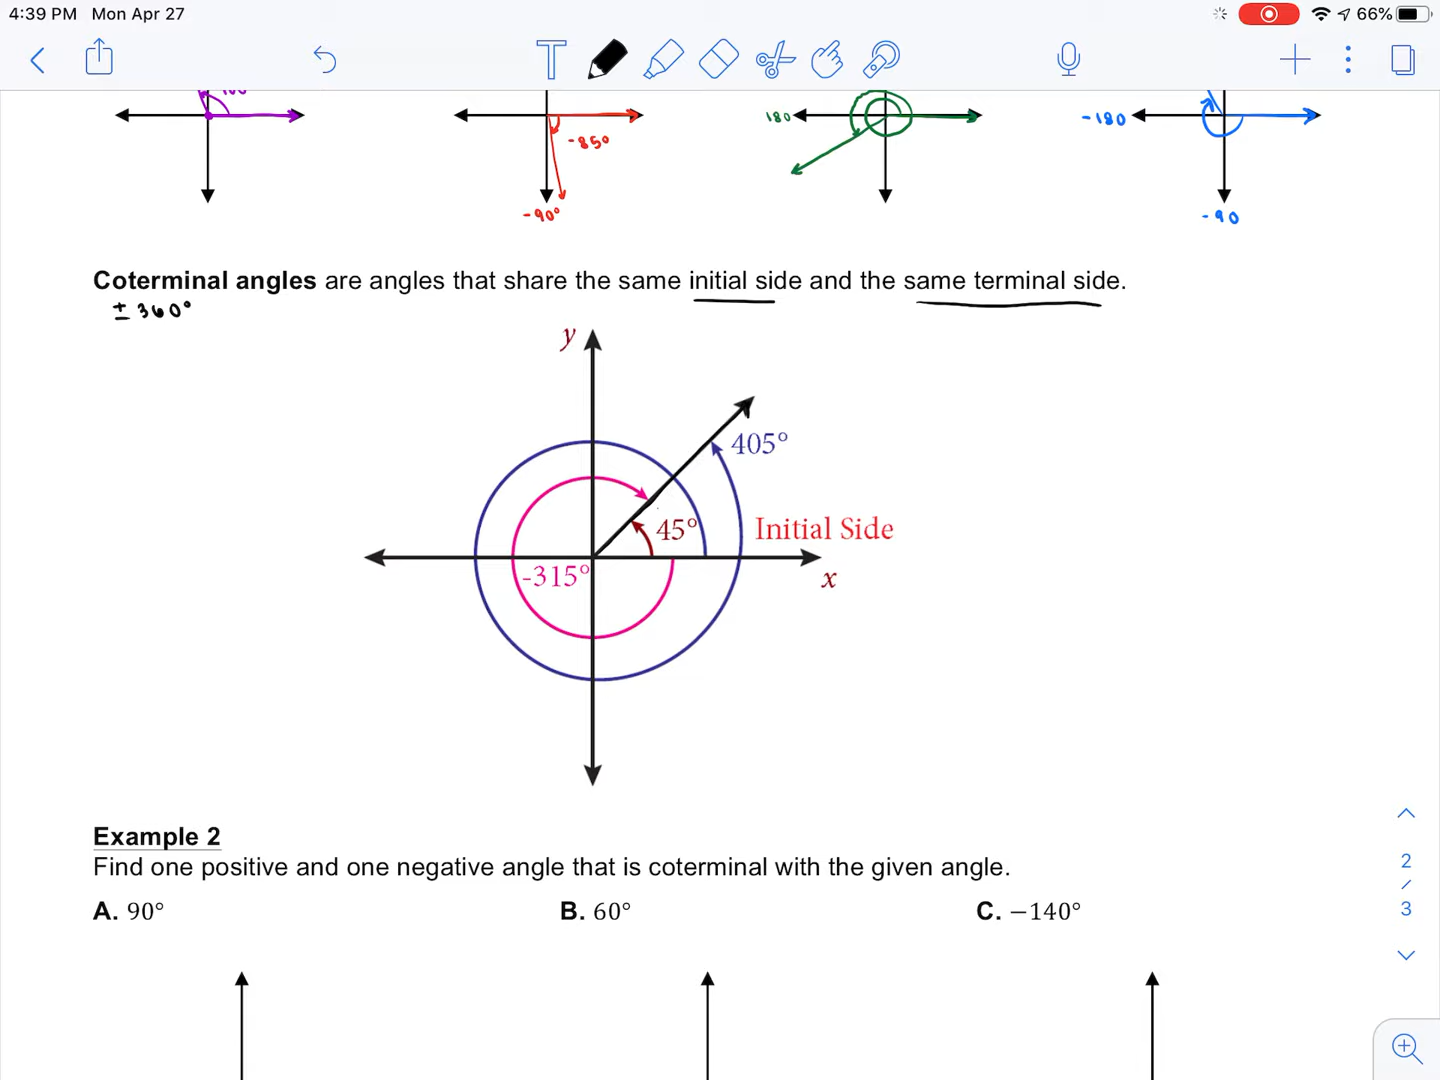 4:39 PM Mon Apr 27
66%
-85°
180
-180
-90°
-90
Coterminal angles are angles that share the same initial side and the same terminal side.
± 360°
y
405°
45°
Initial Side
-315°
x
Example 2
Find one positive and one negative angle that is coterminal with the given angle.
A. 90°
B. 60°
C. −140°
2
/
3